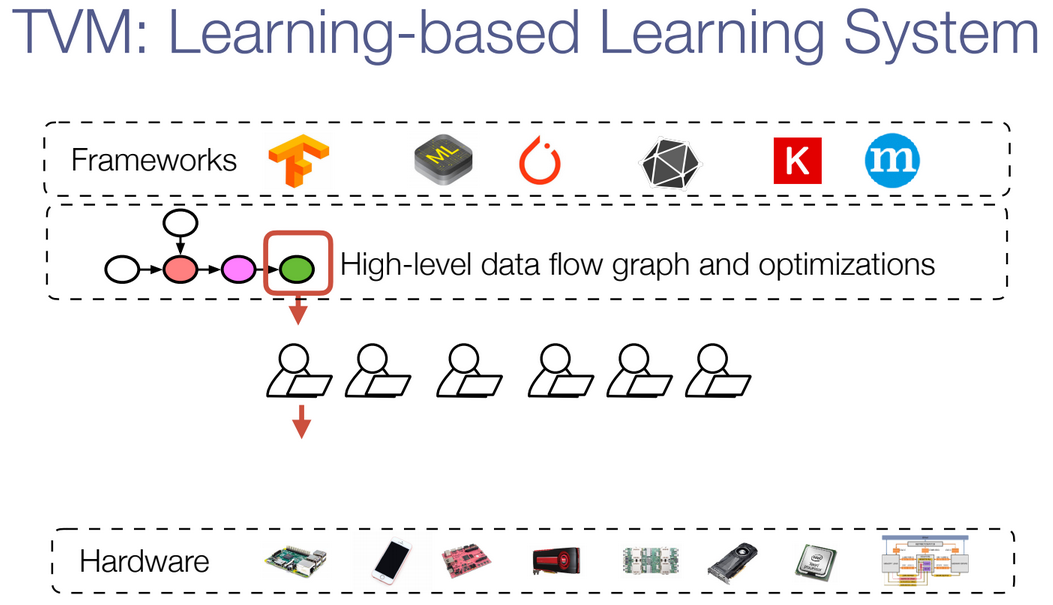 TVM: Learning-based Learning System
Frameworks
ML
K
m
High-level data flow graph and optimizations
Hardware